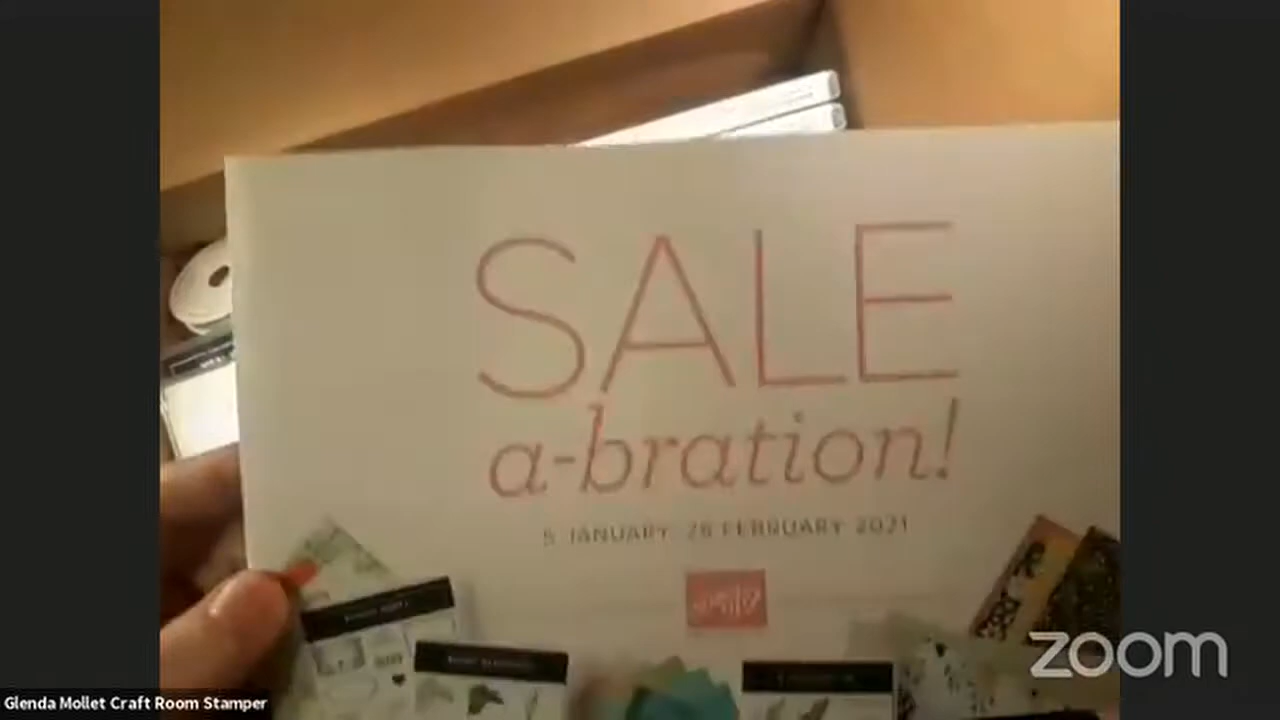 SALE
a-bration!
5 JANUARY- 28 FEBRUARY 2021
zoom
Glenda Mollet Craft Room Stamper